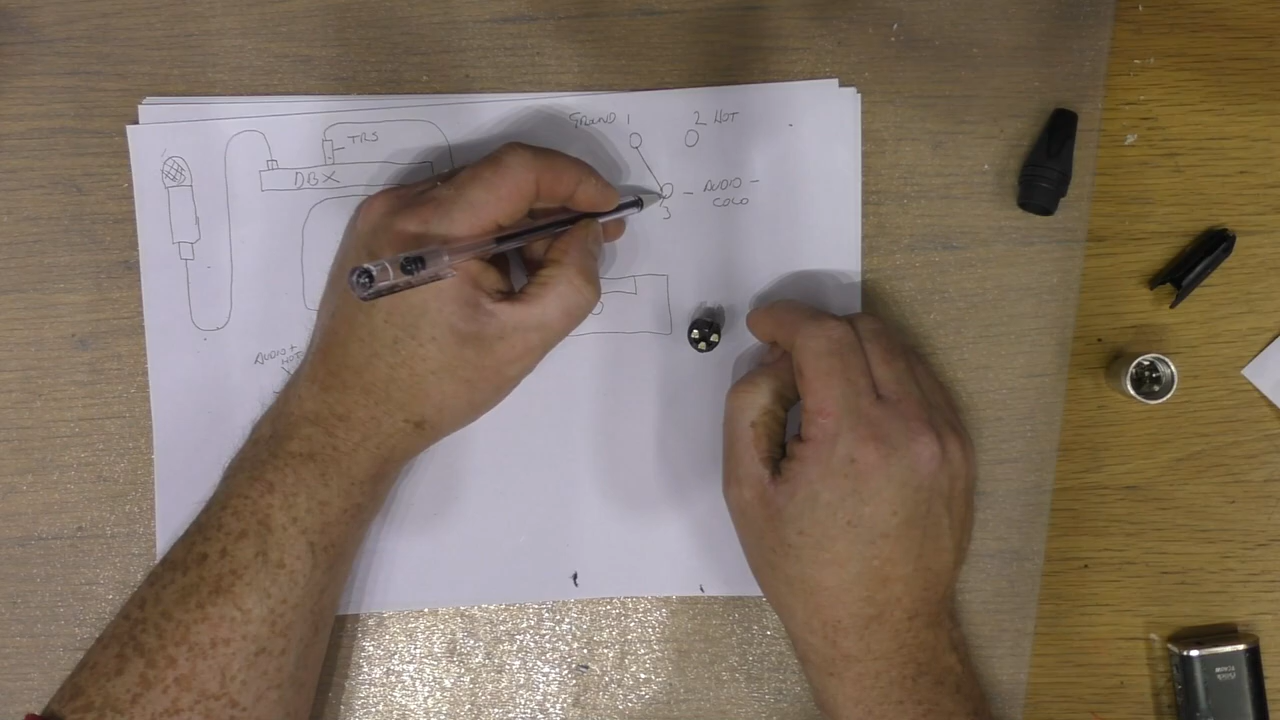 TRS
DBX
GROUND 1
2 HOT
3
AUDIO -
COLD
AUDIO +
HOT